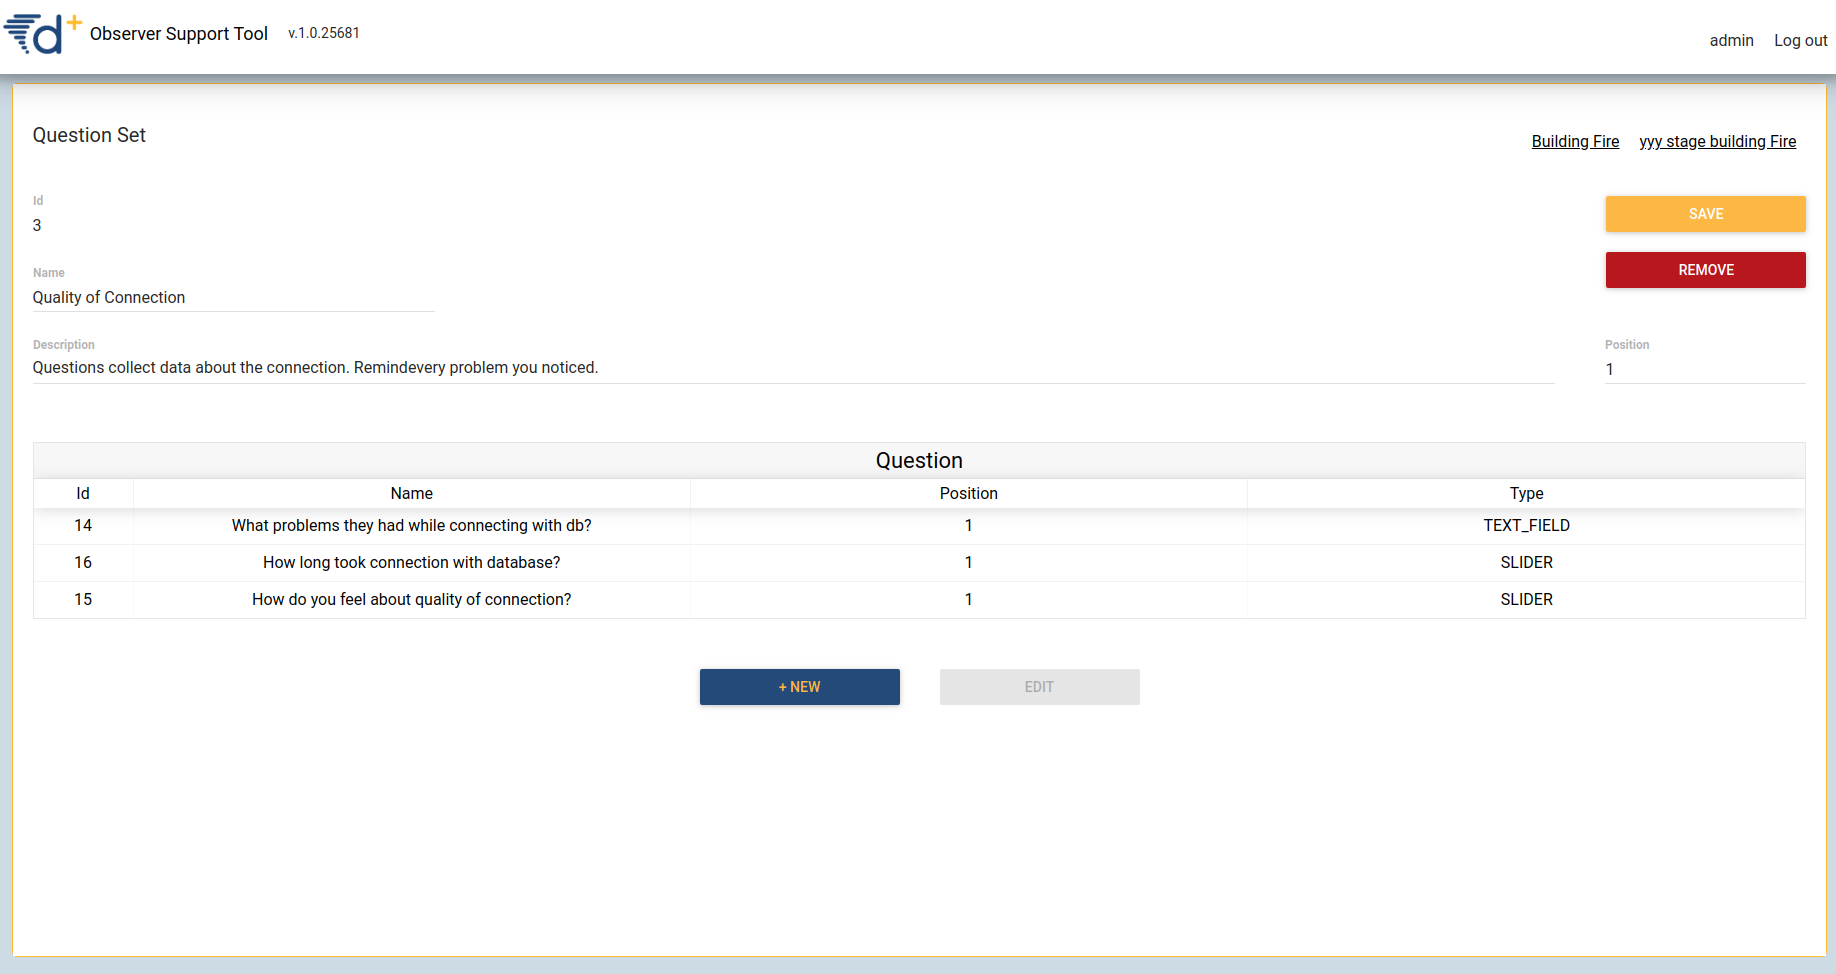 d+ Observer Support Tool v.1.0.25681
admin Log out
Question Set
Building Fire yyy stage building Fire
Id
3
SAVE
REMOVE
Name
Quality of Connection
Description
Questions collect data about the connection. Remindevery problem you noticed.
Position
1
Question
Id Name Position Type
14 What problems they had while connecting with db? 1 TEXT_FIELD
16 How long took connection with database? 1 SLIDER
15 How do you feel about quality of connection? 1 SLIDER
+ NEW EDIT